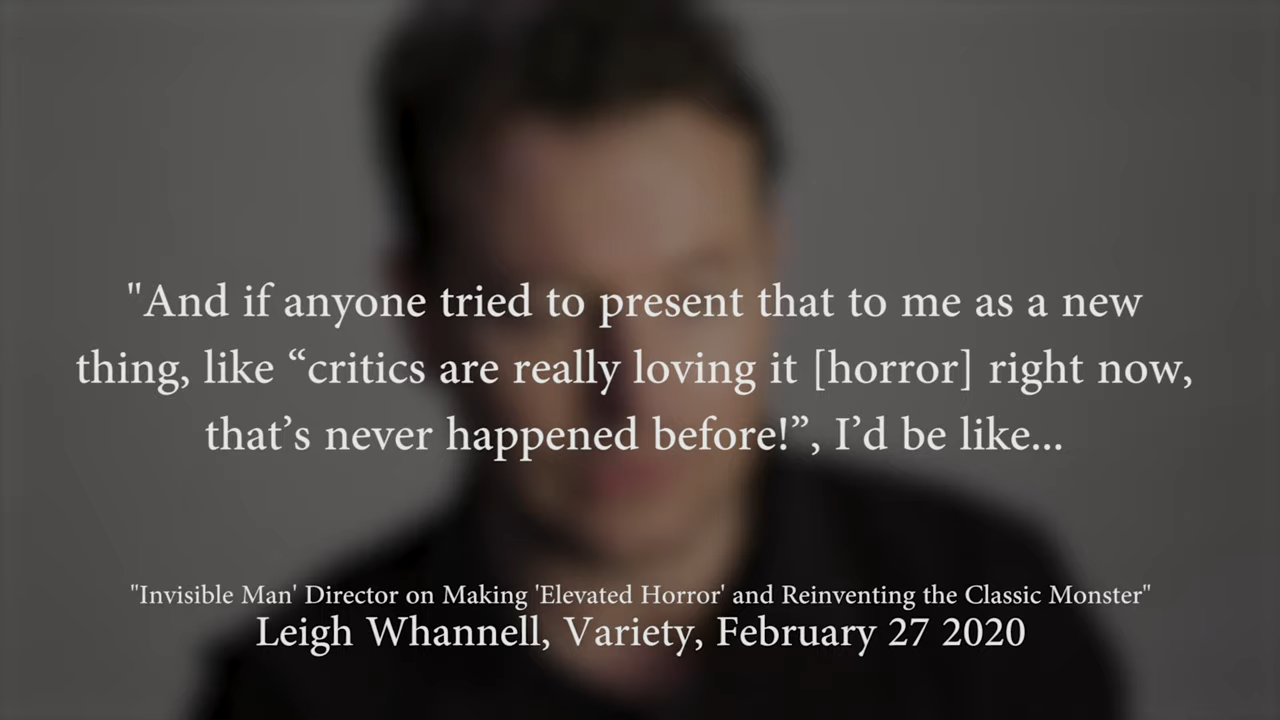 "And if anyone tried to present that to me as a new
thing, like “critics are really loving it [horror] right now,
that’s never happened before!”, I’d be like...
"Invisible Man' Director on Making 'Elevated Horror' and Reinventing the Classic Monster"
Leigh Whannell, Variety, February 27 2020